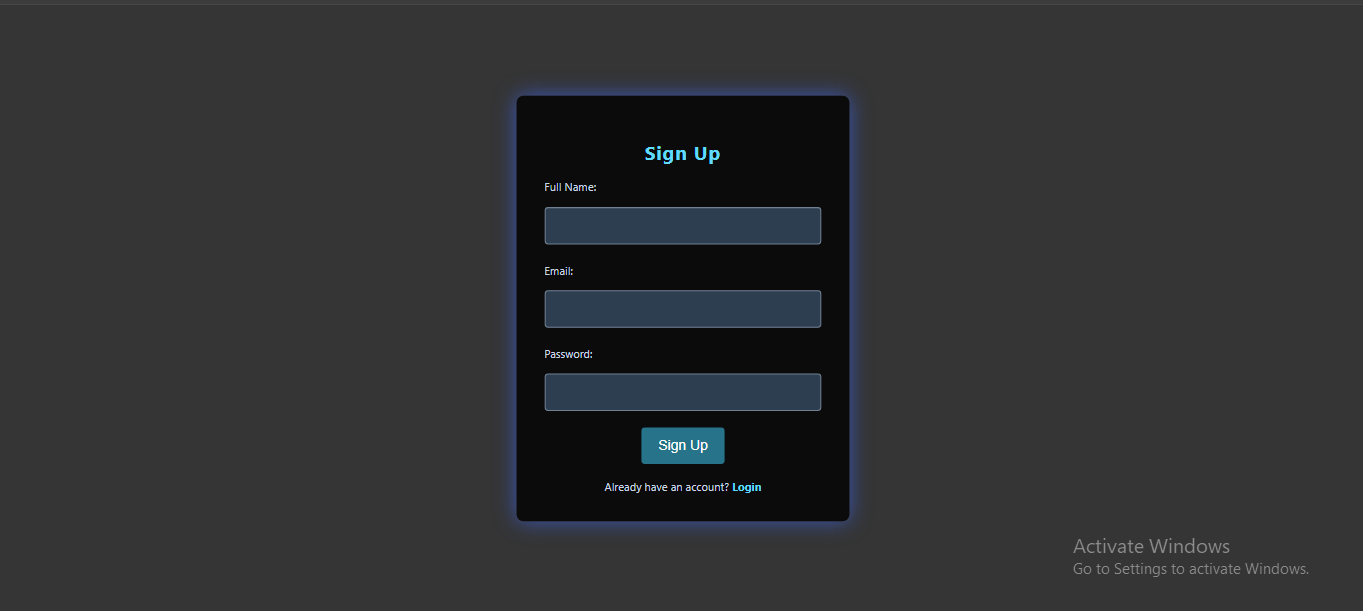 Sign Up
Full Name:
Email:
Password:
Sign Up
Already have an account? Login
Activate Windows
Go to Settings to activate Windows.